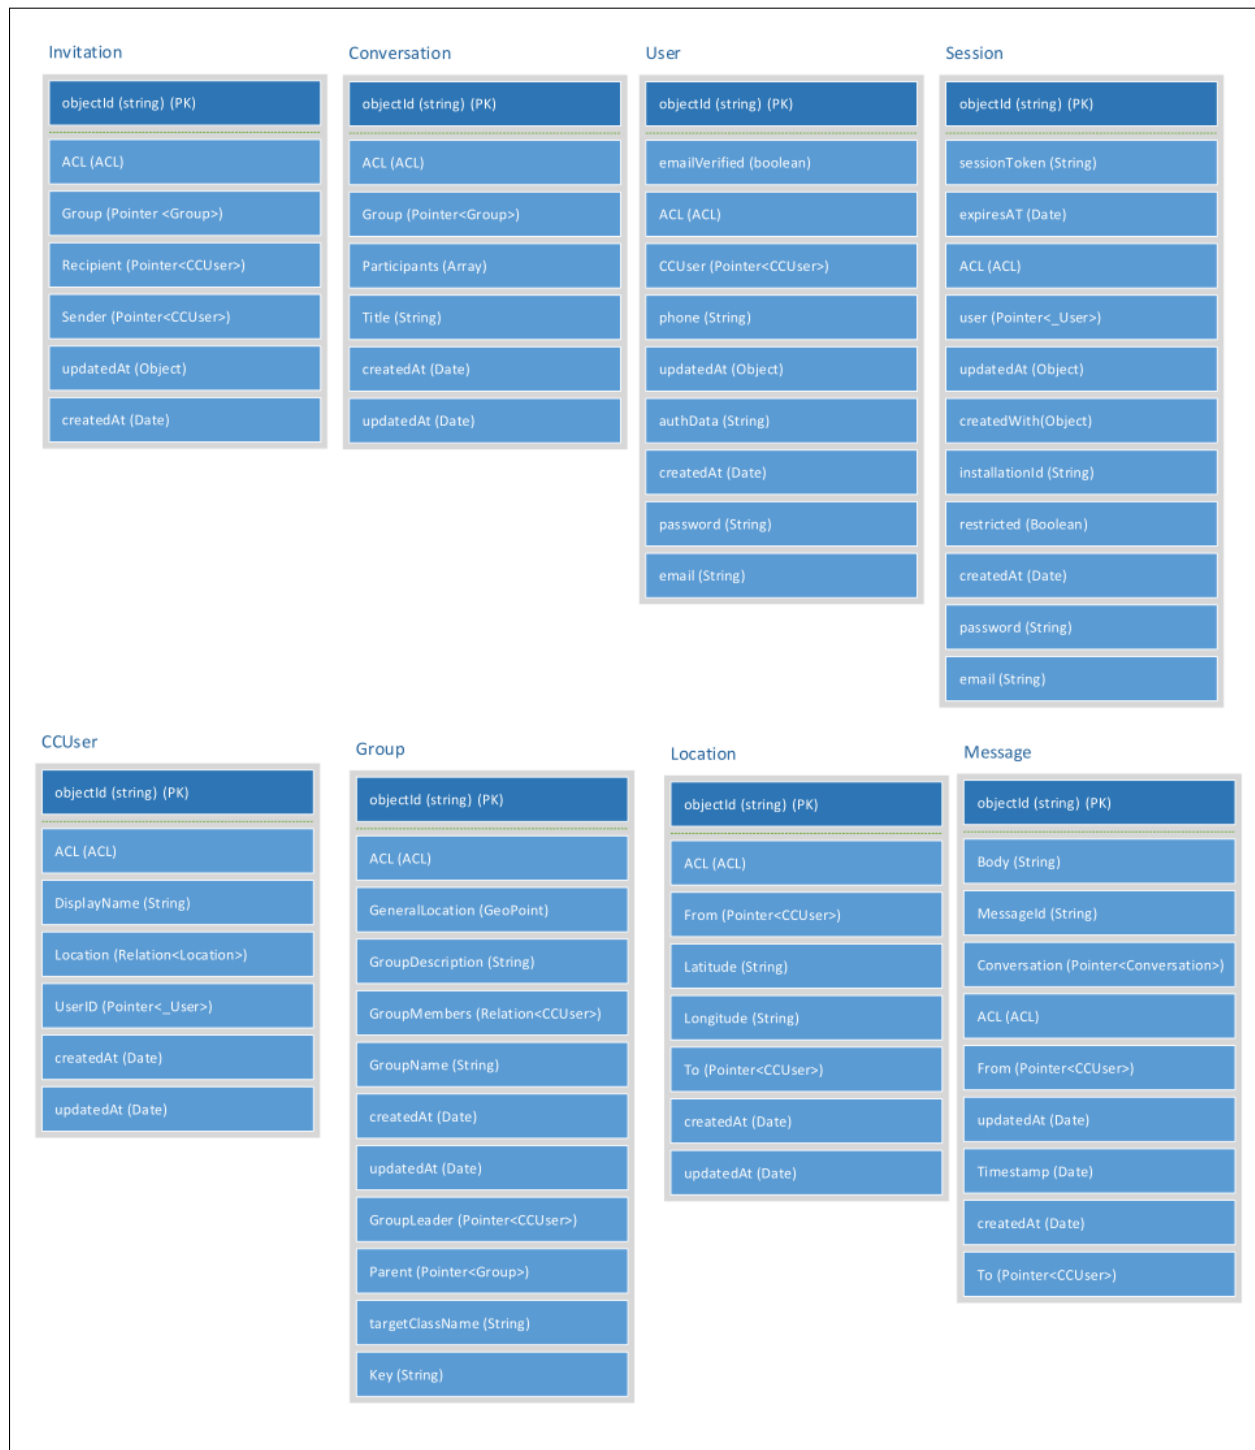 Invitation
objectId (string) (PK)
ACL (ACL)
Group (Pointer <Group>)
Recipient (Pointer<CCUser>)
Sender (Pointer<CCUser>)
updatedAt (Object)
createdAt (Date)
Conversation
objectId (string) (PK)
ACL (ACL)
Group (Pointer<Group>)
Participants (Array)
Title (String)
createdAt (Date)
updatedAt (Date)
User
objectId (string) (PK)
emailVerified (boolean)
ACL (ACL)
CCUser (Pointer<CCUser>)
phone (String)
updatedAt (Object)
authData (String)
createdAt (Date)
password (String)
email (String)
Session
objectId (string) (PK)
sessionToken (String)
expiresAT (Date)
ACL (ACL)
user (Pointer<_User>)
updatedAt (Object)
createdWith(Object)
installationId (String)
restricted (Boolean)
createdAt (Date)
password (String)
email (String)
CCUser
objectId (string) (PK)
ACL (ACL)
DisplayName (String)
Location (Relation<Location>)
UserID (Pointer<_User>)
createdAt (Date)
updatedAt (Date)
Group
objectId (string) (PK)
ACL (ACL)
GeneralLocation (GeoPoint)
GroupDescription (String)
GroupMembers (Relation<CCUser>)
GroupName (String)
createdAt (Date)
updatedAt (Date)
GroupLeader (Pointer<CCUser>)
Parent (Pointer<Group>)
targetClassName (String)
Key (String)
Location
objectId (string) (PK)
ACL (ACL)
From (Pointer<CCUser>)
Latitude (String)
Longitude (String)
To (Pointer<CCUser>)
createdAt (Date)
updatedAt (Date)
Message
objectId (string) (PK)
Body (String)
MessageId (String)
Conversation (Pointer<Conversation>)
ACL (ACL)
From (Pointer<CCUser>)
updatedAt (Date)
Timestamp (Date)
createdAt (Date)
To (Pointer<CCUser>)